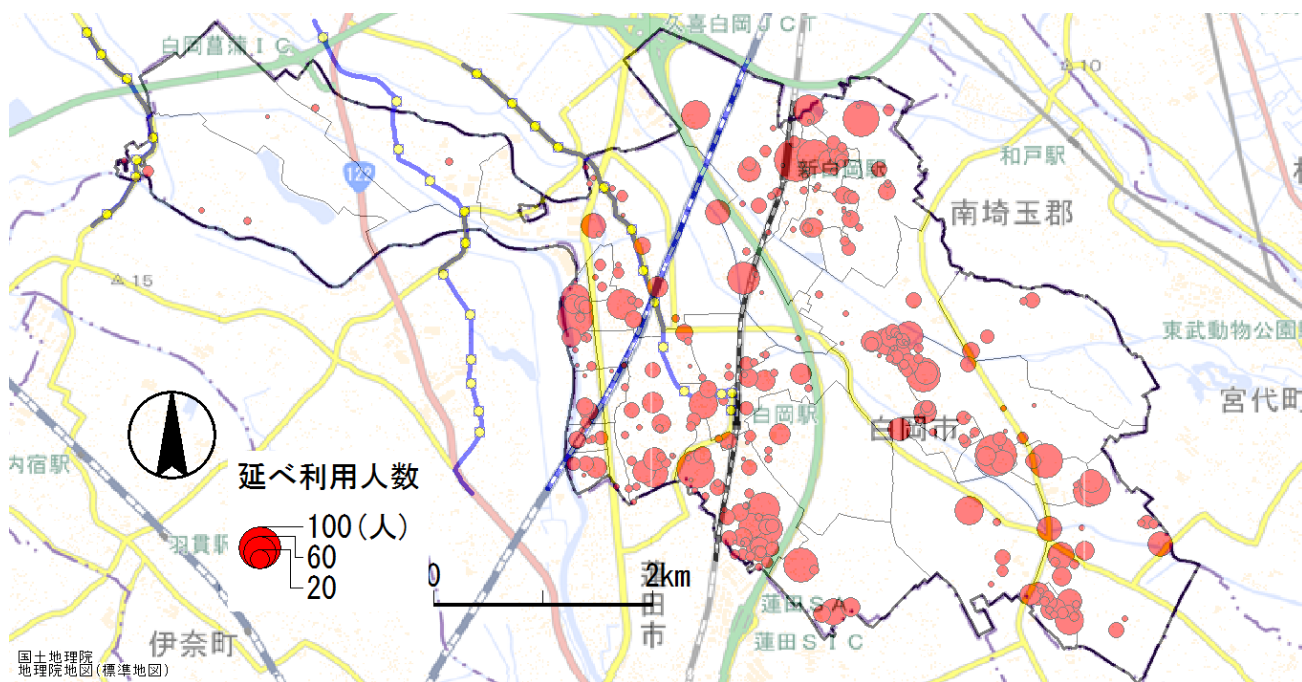 久喜白岡JCT
白岡菖蒲IC
10
新白岡駅
和戸駅
122
南埼玉郡
15
東武動物公園
宮代町
白岡駅
白岡市
内宿駅
延べ利用人数
100(人)
60
20
羽貫駅
0
2km
蓮田市
蓮田SA
蓮田SIC
伊奈町
国土地理院
地理院地図(標準地図)